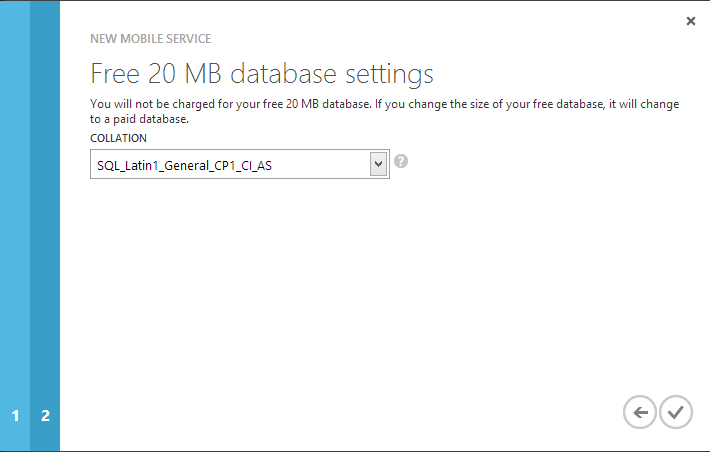 NEW MOBILE SERVICE
Free 20 MB database settings
You will not be charged for your free 20 MB database. If you change the size of your free database, it will change
to a paid database.
COLLATION
SQL_Latin1_General_CP1_CI_AS
?
1 2